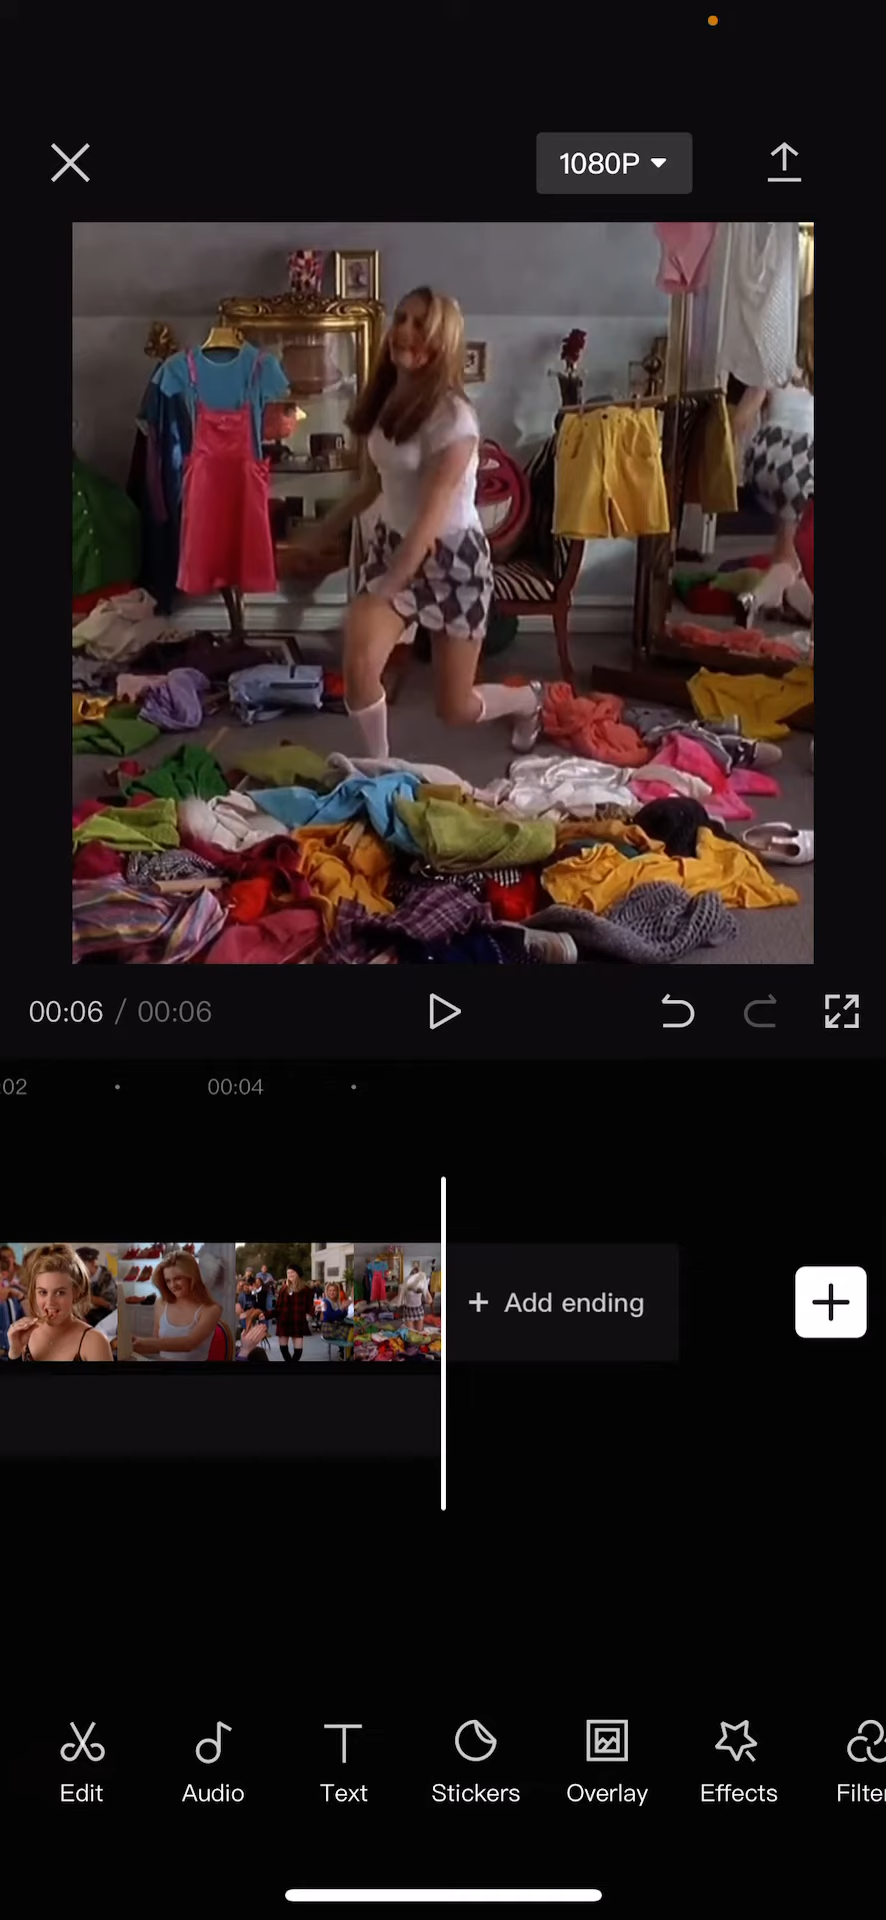 1080P
00:06 / 00:06
:02 00:04
+ Add ending
Edit Audio Text Stickers Overlay Effects Filter